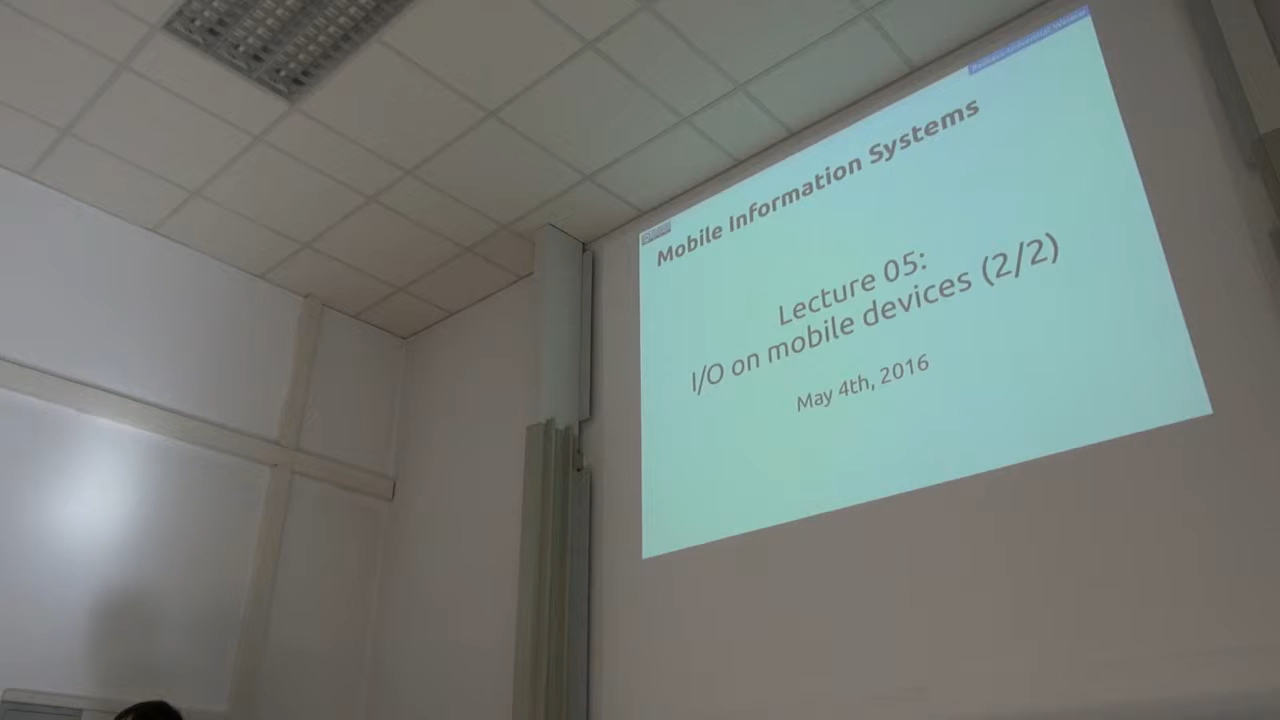 Mobile Information Systems
Lecture 05:
I/O on mobile devices (2/2)
May 4th, 2016